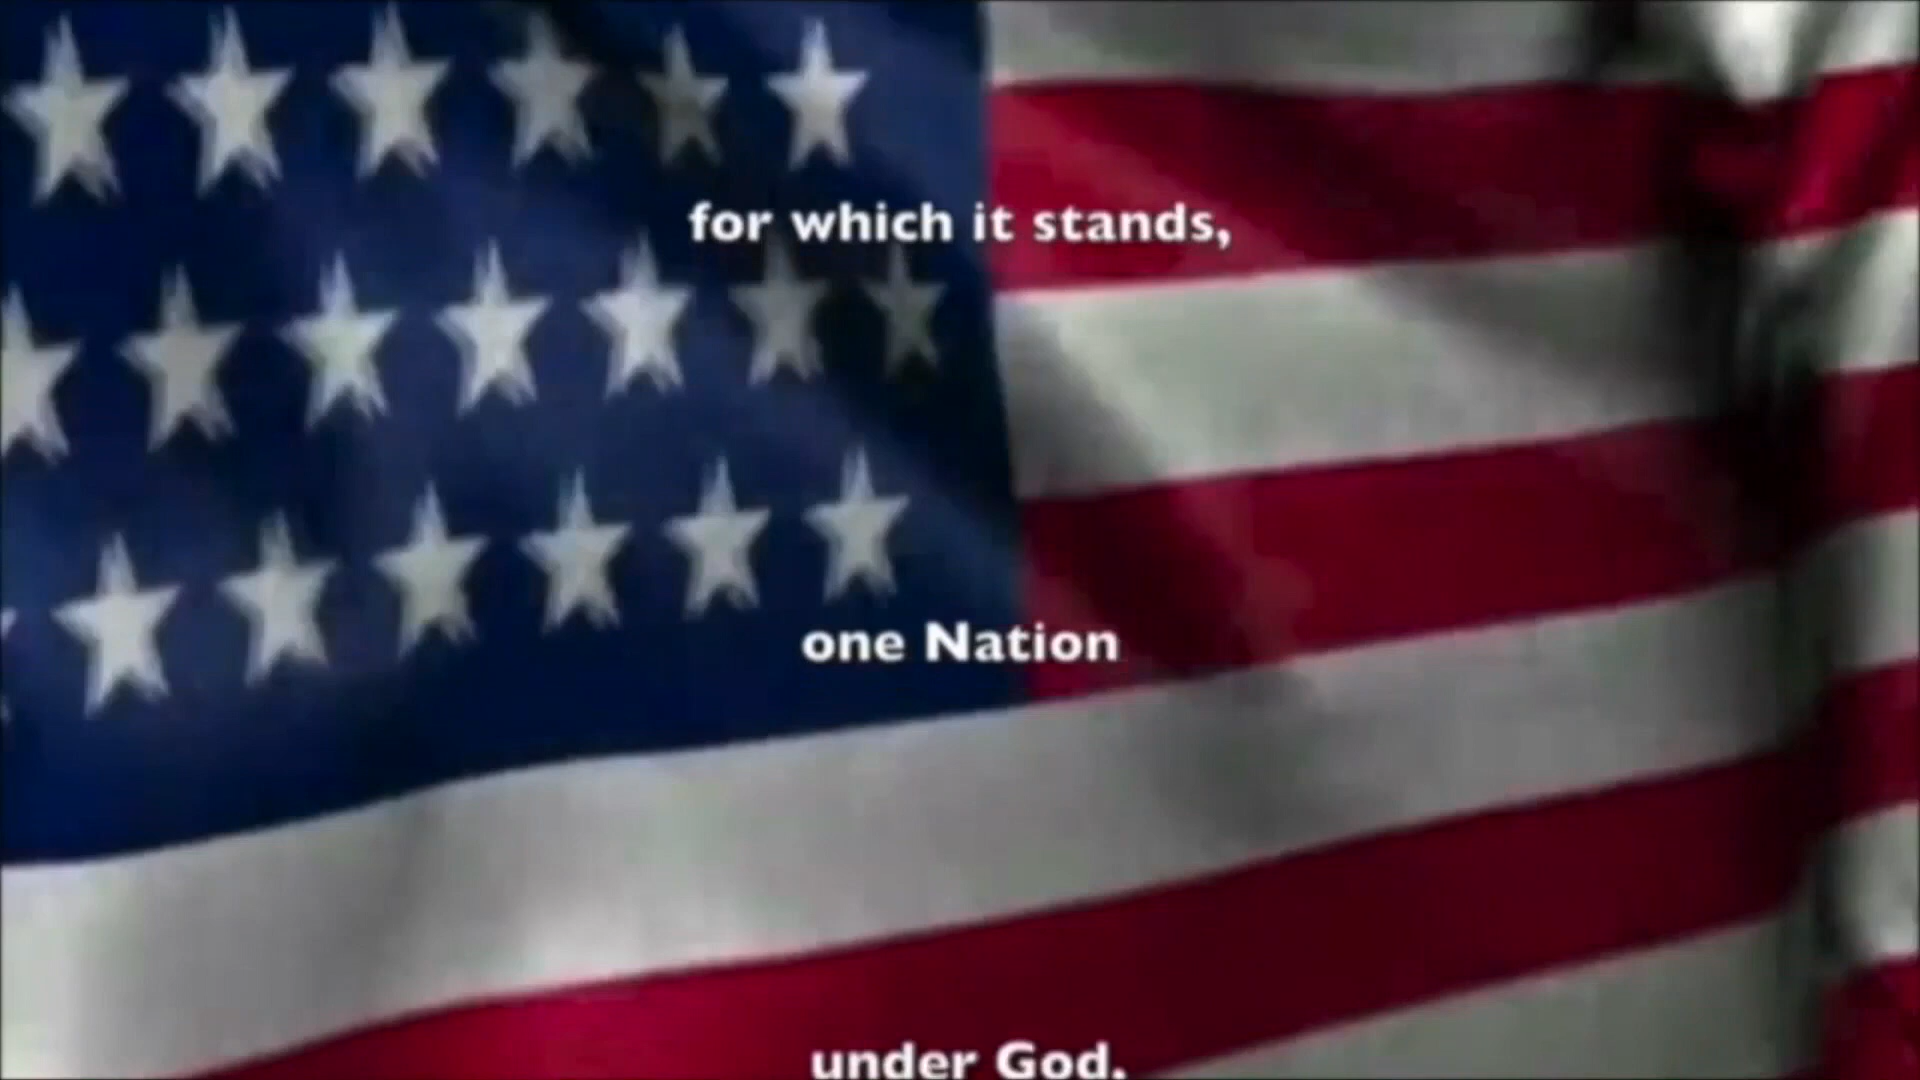 for which it stands,
one Nation
under God,